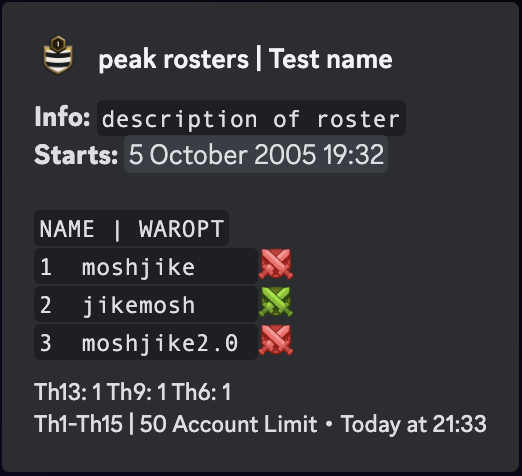 peak rosters | Test name
Info: description of roster
Starts: 5 October 2005 19:32
NAME | WAROPT
1 moshjike
2 jikemosh
3 moshjike2.0
Th13: 1 Th9: 1 Th6: 1
Th1-Th15 | 50 Account Limit • Today at 21:33